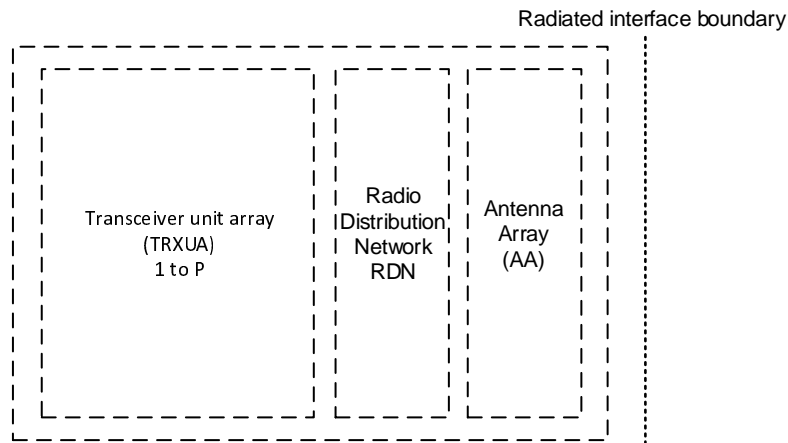 Radiated interface boundary
Transceiver unit array
(TRXUA)
1 to P
Radio
Distribution
Network
RDN
Antenna
Array
(AA)